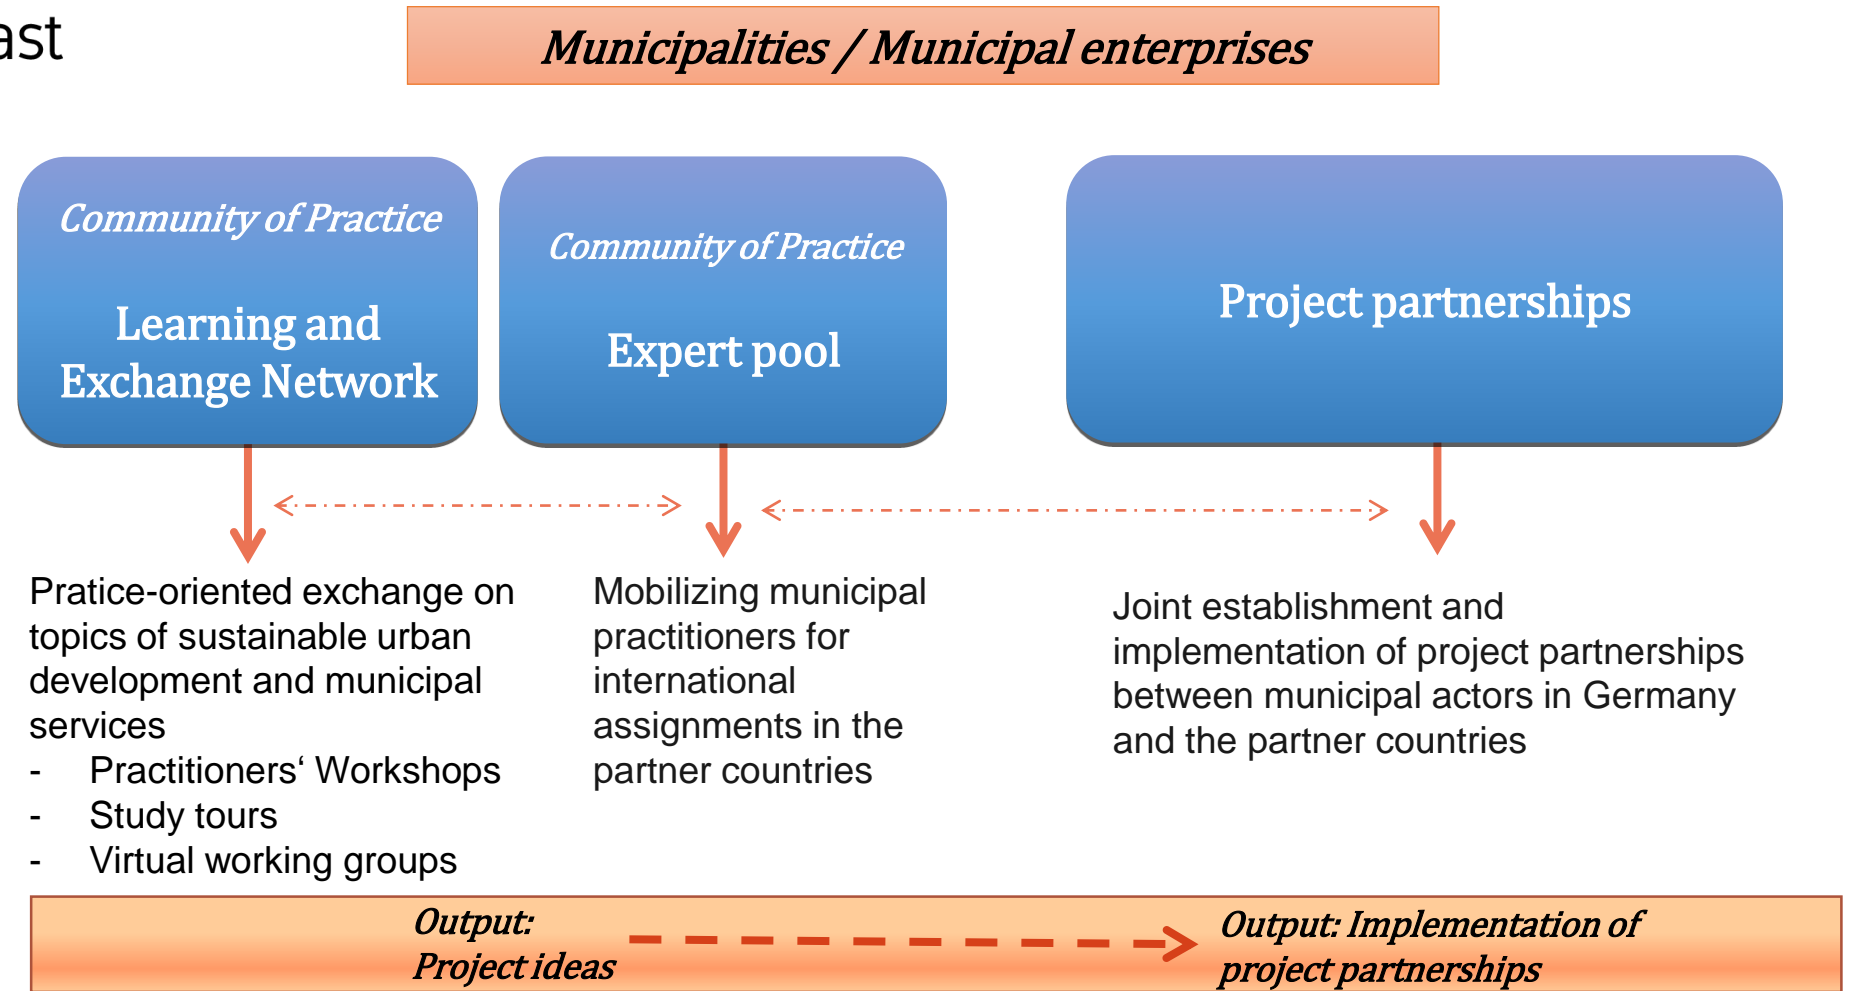 ast
Municipalities / Municipal enterprises
Community of Practice
Learning and
Exchange Network
Community of Practice
Expert pool
Project partnerships
Pratice-oriented exchange on
topics of sustainable urban
development and municipal
services
- Practitioners‘ Workshops
- Study tours
- Virtual working groups
Mobilizing municipal
practitioners for
international
assignments in the
partner countries
Joint establishment and
implementation of project partnerships
between municipal actors in Germany
and the partner countries
Output:
Project ideas
Output: Implementation of
project partnerships